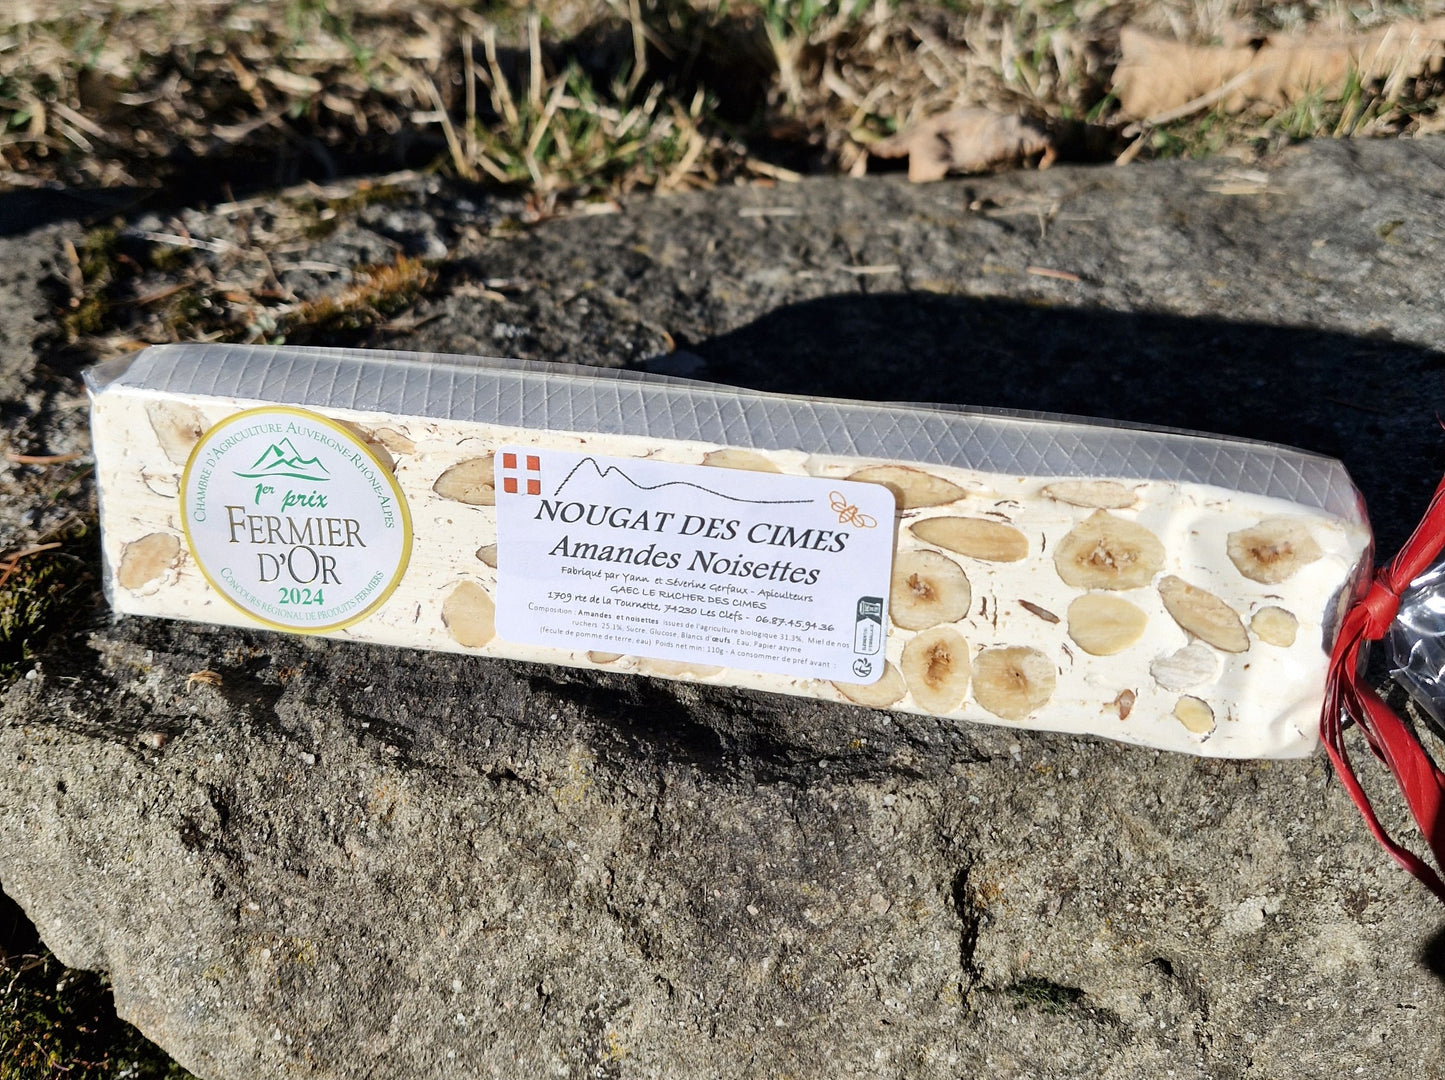 CHAMBRE D'AGRICULTURE AUVERGNE-RHÔNE-ALPES
1er prix
FERMIER
D'OR
2024
CONCOURS RÉGIONAL DE PRODUITS FERMIERS
NOUGAT DES CIMES
Amandes Noisettes
Fabriqué par Yann et Séverine Gerfaux - Apiculteurs
GAEC LE RUCHER DES CIMES
1709 rte de la Tournette, 74230 Les Clefs - 06.87.45.94.36
Composition : Amandes et noisettes issues de l'agriculture biologique 31.3%, Miel de nos
ruchers 25.1%, Sucre, Glucose, Blancs d'œufs, Eau, Papier azyme
(fécule de pomme de terre, eau) Poids net min: 110g - A consommer de pref avant :